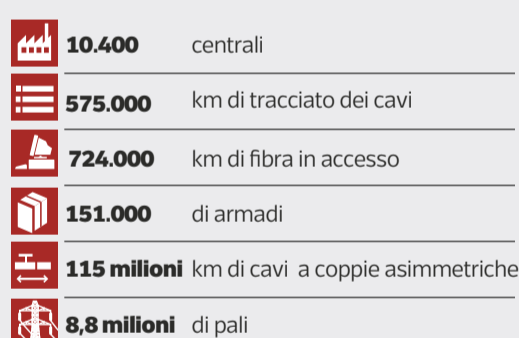 10.400 centrali
575.000 km di tracciato dei cavi
724.000 km di fibra in accesso
151.000 di armadi
115 milioni km di cavi a coppie asimmetriche
8,8 milioni di pali